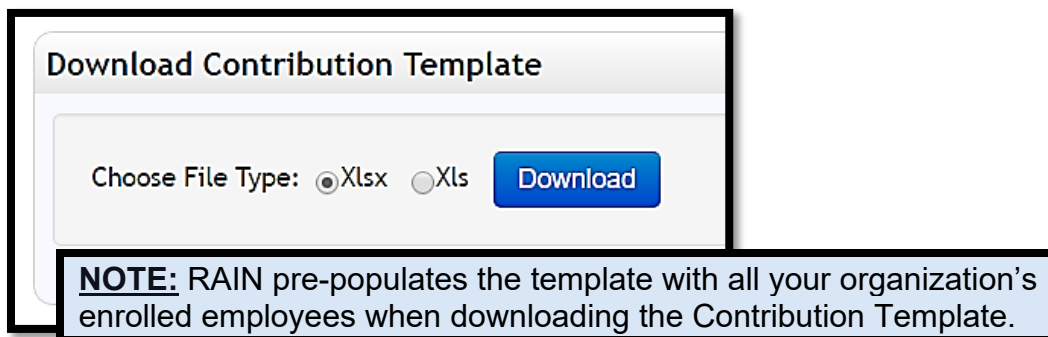 Download Contribution Template
Choose File Type: Xlsx Xls Download
NOTE: RAIN pre-populates the template with all your organization’s
enrolled employees when downloading the Contribution Template.